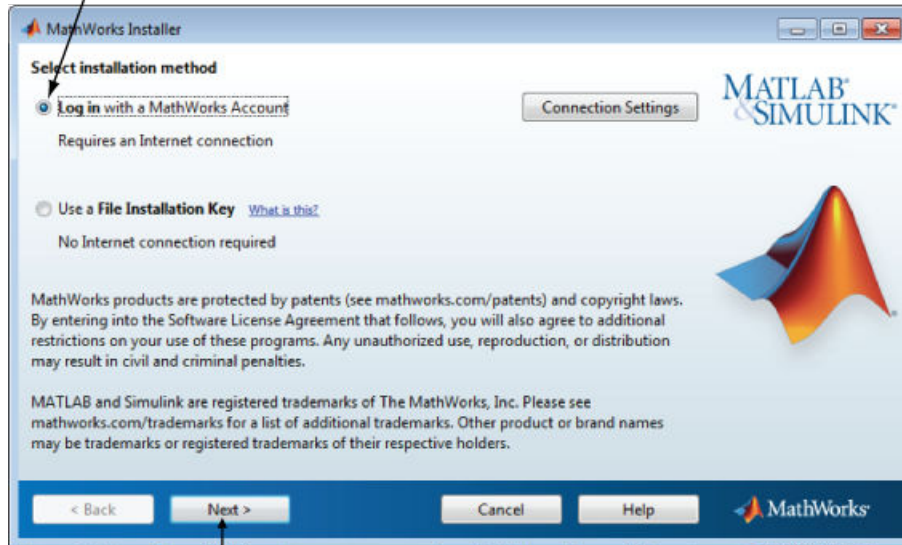 MathWorks Installer
Select installation method
Log in with a MathWorks Account
Connection Settings
MATLAB®
&SIMULINK®
Requires an Internet connection
Use a File Installation Key What is this?
No Internet connection required
MathWorks products are protected by patents (see mathworks.com/patents) and copyright laws.
By entering into the Software License Agreement that follows, you will also agree to additional
restrictions on your use of these programs. Any unauthorized use, reproduction, or distribution
may result in civil and criminal penalties.
MATLAB and Simulink are registered trademarks of The MathWorks, Inc. Please see
mathworks.com/trademarks for a list of additional trademarks. Other product or brand names
may be trademarks or registered trademarks of their respective holders.
< Back
Next >
Cancel
Help
MathWorks®